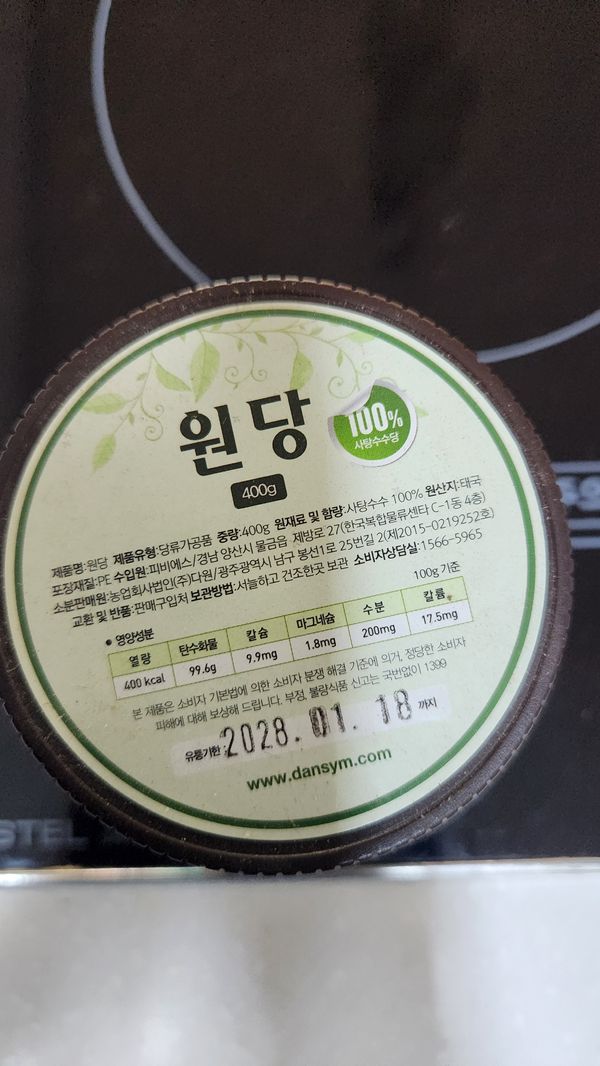 원당
100%
사탕수수당
400g
제품명:원당 제품유형:당류가공품 중량:400g 원재료 및 함량:사탕수수 100% 원산지:태국
포장재질:PE 수입원:피비에스/경남 양산시 물금읍 제방로 27(한국복합물류센타 C-1동 4층)
소분판매원:농업회사법인(주)다원/광주광역시 남구 봉선1로 25번길 2(제2015-0219252호)
교환 및 반품:판매구입처 보관방법:서늘하고 건조한곳 보관 소비자상담실:1566-5965
100g 기준
• 영양성분
열량 탄수화물 칼슘 마그네슘 수분 칼륨
400 kcal 99.6g 9.9mg 1.8mg 200mg 17.5mg
본 제품은 소비자 기본법에 의한 소비자 분쟁 해결 기준에 의거, 정당한 소비자
피해에 대해 보상해 드립니다. 부정, 불량식품 신고는 국번없이 1399
유통기한: 2028. 01. 18 까지
www.dansym.com
STEL